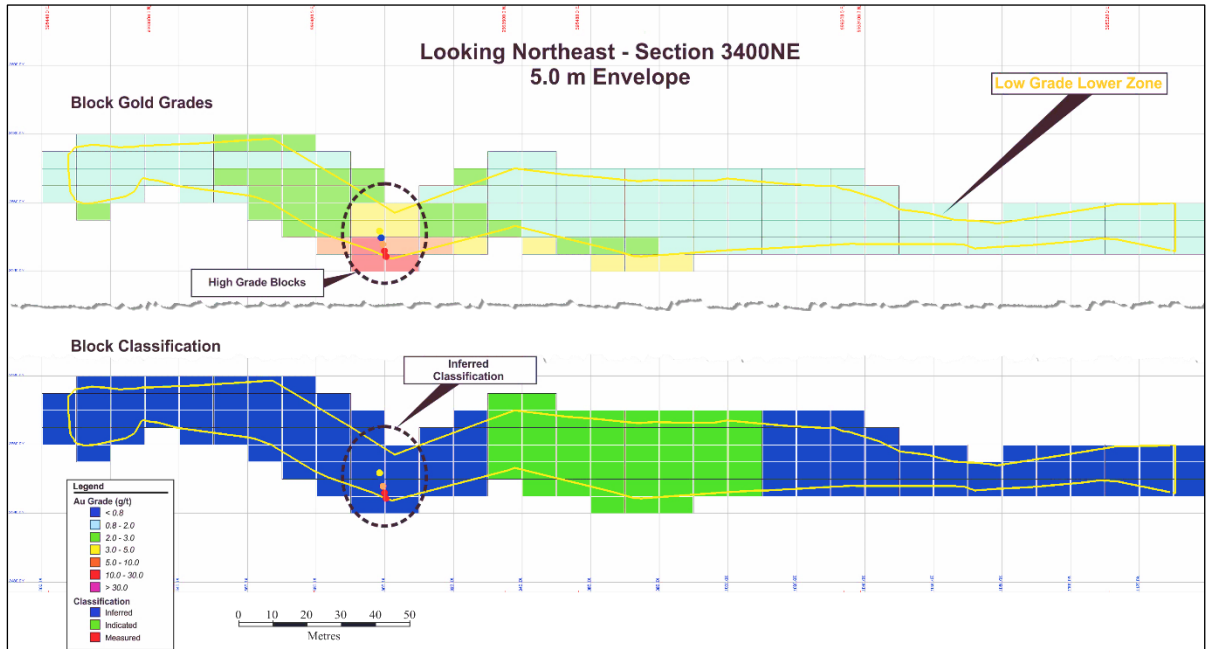 Looking Northeast - Section 3400NE
5.0 m Envelope
Low Grade Lower Zone
Block Gold Grades
High Grade Blocks
Block Classification
Inferred
Classification
Legend
Au Grade (g/t)
< 0.8
0.8 - 2.0
2.0 - 3.0
3.0 - 5.0
5.0 - 10.0
10.0 - 30.0
> 30.0
Classification
Inferred
Indicated
Measured
0 10 20 30 40 50
Metres